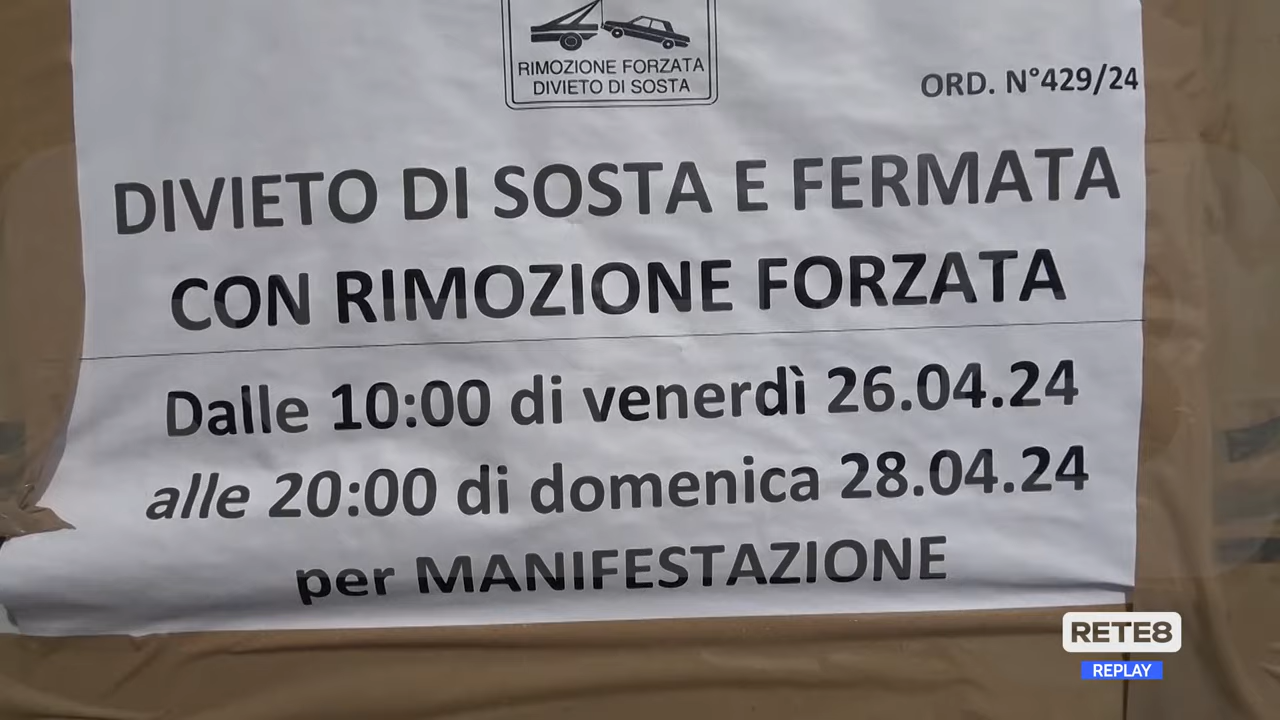 RIMOZIONE FORZATA
DIVIETO DI SOSTA
ORD. N°429/24
DIVIETO DI SOSTA E FERMATA
CON RIMOZIONE FORZATA
Dalle 10:00 di venerdì 26.04.24
alle 20:00 di domenica 28.04.24
per MANIFESTAZIONE
RETE8
REPLAY